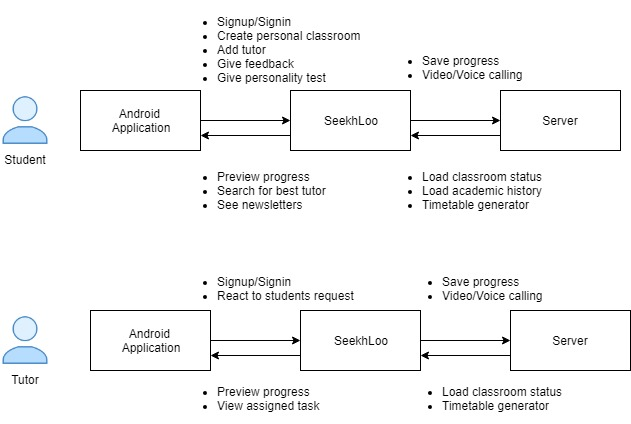 • Signup/Signin
• Create personal classroom
• Add tutor
• Give feedback
• Give personality test
• Save progress
• Video/Voice calling
Student
Android
Application
SeekhLoo
Server
• Preview progress
• Search for best tutor
• See newsletters
• Load classroom status
• Load academic history
• Timetable generator
• Signup/Signin
• React to students request
• Save progress
• Video/Voice calling
Tutor
Android
Application
SeekhLoo
Server
• Preview progress
• View assigned task
• Load classroom status
• Timetable generator